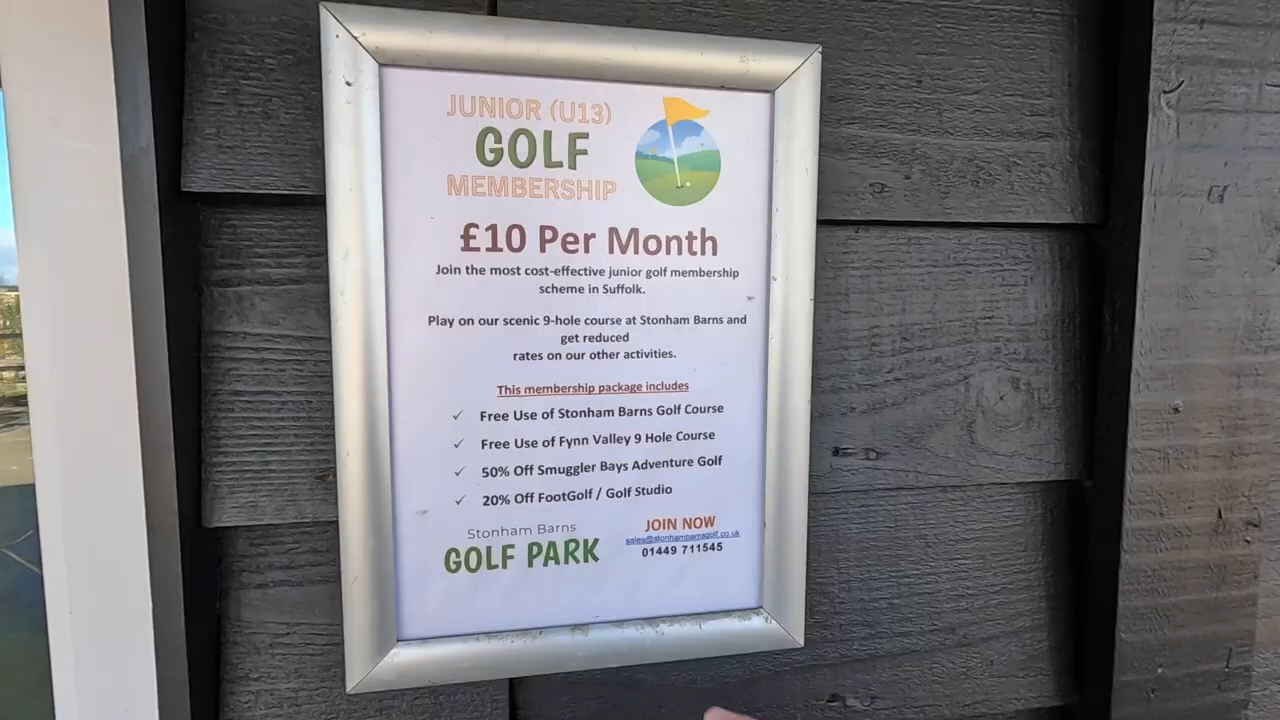 JUNIOR (U13)
GOLF
MEMBERSHIP
£10 Per Month
Join the most cost-effective junior golf membership
scheme in Suffolk.
Play on our scenic 9-hole course at Stonham Barns and
get reduced
rates on our other activities.
This membership package includes
✓ Free Use of Stonham Barns Golf Course
✓ Free Use of Fynn Valley 9 Hole Course
✓ 50% Off Smuggler Bays Adventure Golf
✓ 20% Off FootGolf / Golf Studio
Stonham Barns
GOLF PARK
JOIN NOW
sales@stonhambarnsgolf.co.uk
01449 711545